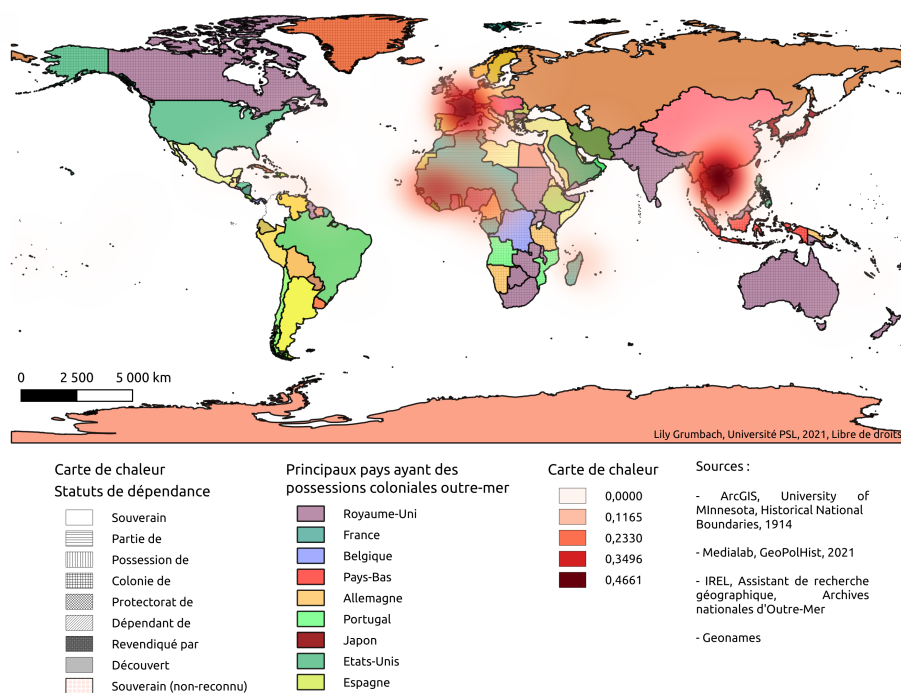 0 2 500 5 000 km
Lily Grumbach, Université PSL, 2021, Libre de droits
Carte de chaleur
Statuts de dépendance
Souverain
Partie de
Possession de
Colonie de
Protectorat de
Dépendant de
Revendiqué par
Découvert
Souverain (non-reconnu)
Principaux pays ayant des
possessions coloniales outre-mer
Royaume-Uni
France
Belgique
Pays-Bas
Allemagne
Portugal
Japon
Etats-Unis
Espagne
Carte de chaleur
0,0000
0,1165
0,2330
0,3496
0,4661
Sources :
- ArcGIS, University of
MInnesota, Historical National
Boundaries, 1914
- Medialab, GeoPolHist, 2021
- IREL, Assistant de recherche
géographique, Archives
nationales d'Outre-Mer
- Geonames